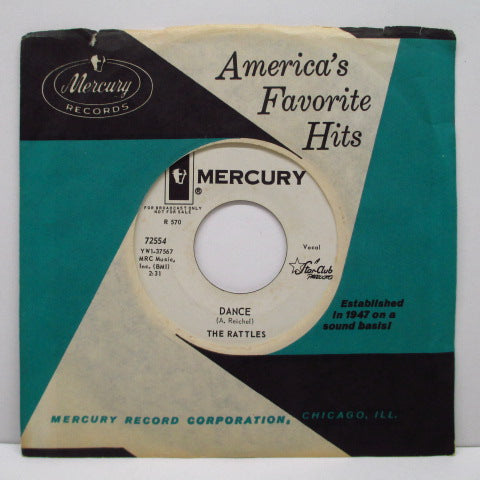 Mercury
RECORDS
America's
Favorite
Hits
MERCURY
®
FOR BROADCAST ONLY
NOT FOR SALE
R 570
72554
YW1-37567
MRC Music,
Inc. (BMI)
2:31
Vocal
A
Star-Club
DANCE
(A. Reichel)
THE RATTLES
Established
in 1947 on a
sound basis!
MERCURY RECORD CORPORATION, CHICAGO, ILL.